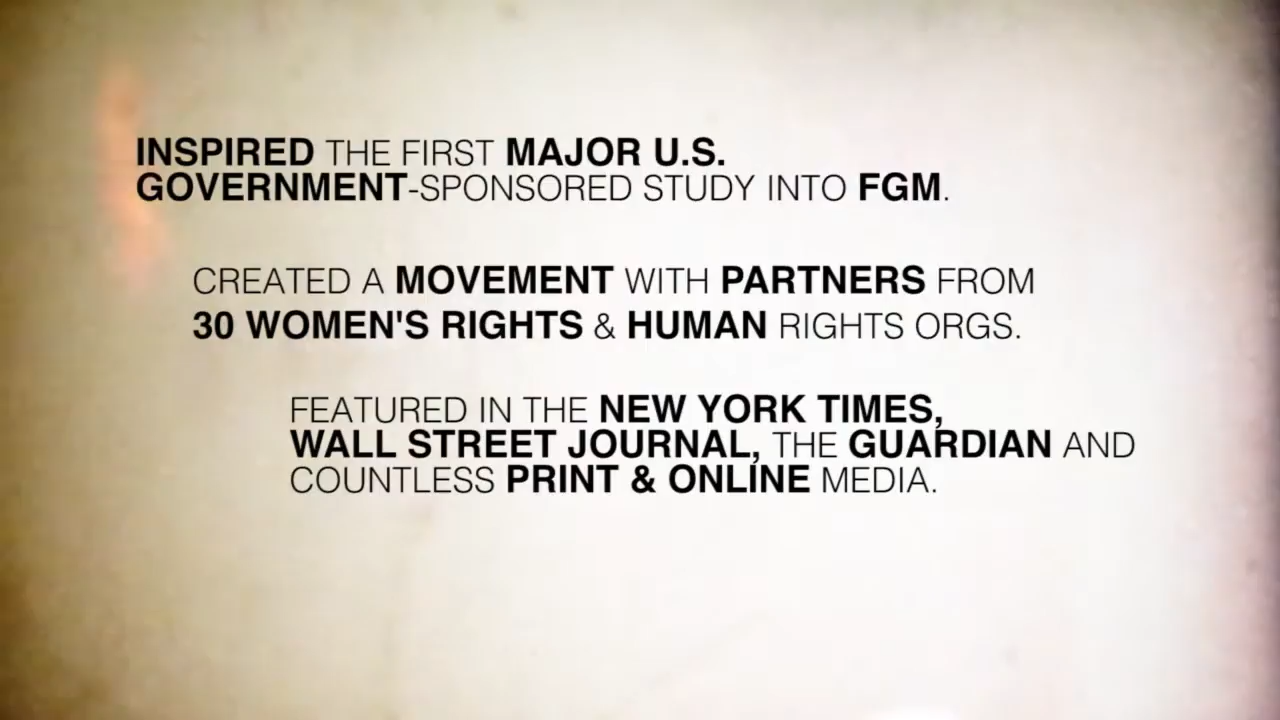 INSPIRED THE FIRST MAJOR U.S.
GOVERNMENT-SPONSORED STUDY INTO FGM.
CREATED A MOVEMENT WITH PARTNERS FROM
30 WOMEN'S RIGHTS & HUMAN RIGHTS ORGS.
FEATURED IN THE NEW YORK TIMES,
WALL STREET JOURNAL, THE GUARDIAN AND
COUNTLESS PRINT & ONLINE MEDIA.